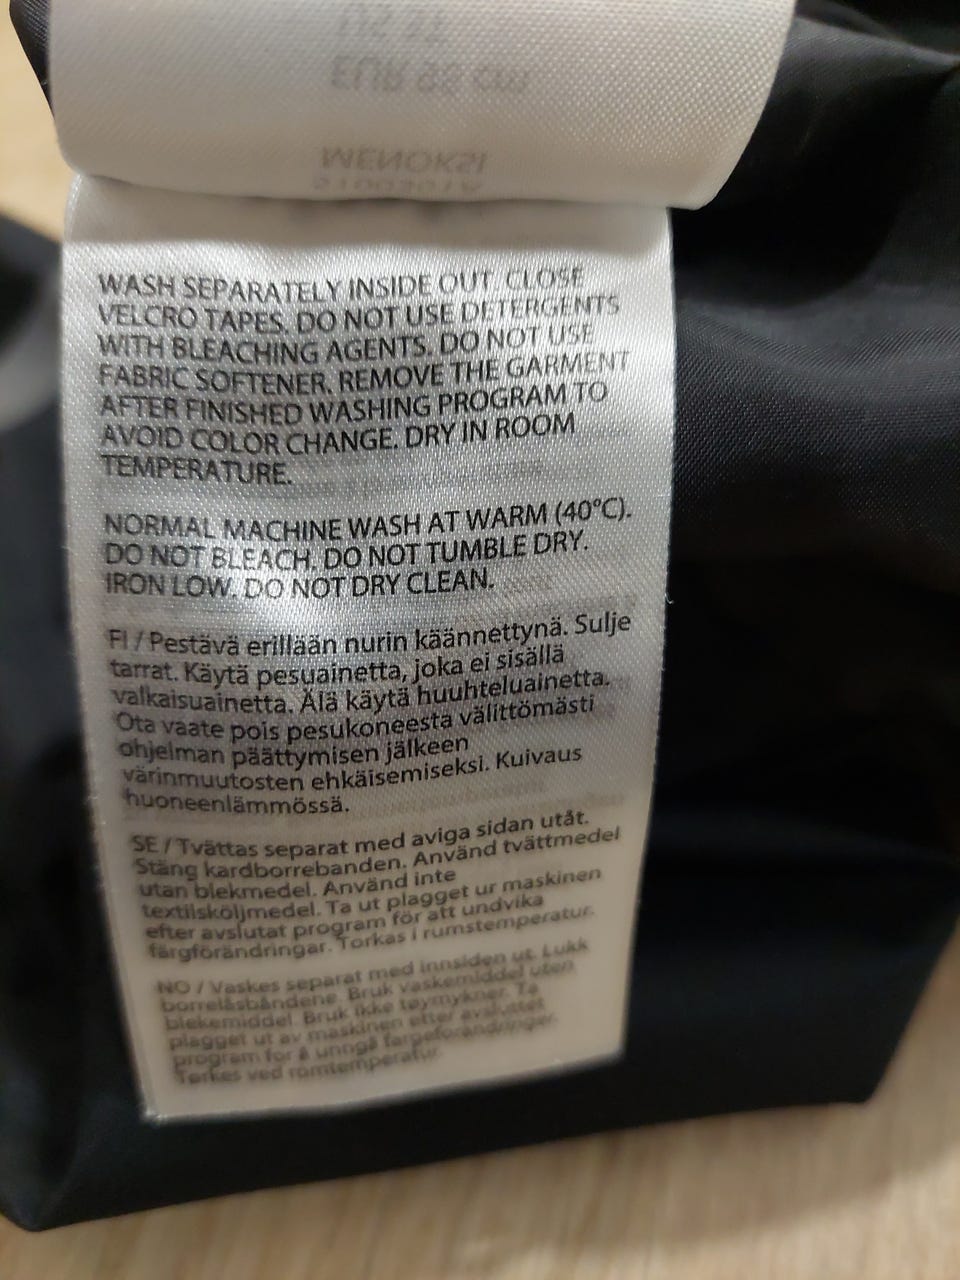 EUR 98 cm
MENOKSI
WASH SEPARATELY INSIDE OUT. CLOSE
VELCRO TAPES. DO NOT USE DETERGENTS
WITH BLEACHING AGENTS. DO NOT USE
FABRIC SOFTENER. REMOVE THE GARMENT
AFTER FINISHED WASHING PROGRAM TO
AVOID COLOR CHANGE. DRY IN ROOM
TEMPERATURE.
NORMAL MACHINE WASH AT WARM (40°C).
DO NOT BLEACH. DO NOT TUMBLE DRY.
IRON LOW. DO NOT DRY CLEAN.
FI / Pestävä erillään nurin käännettynä. Sulje
tarrat. Käytä pesuainetta, joka ei sisällä
valkaisuainetta. Älä käytä huuhteluainetta.
Ota vaate pois pesukoneesta välittömästi
ohjelman päättymisen jälkeen
värinmuutosten ehkäisemiseksi. Kuivaus
huoneenlämmössä.
SE / Tvättas separat med aviga sidan utåt.
Stäng kardborrebanden. Använd tvättmedel
utan blekmedel. Använd inte
textilsköljmedel. Ta ut plagget ur maskinen
efter avslutat program för att undvika
färgförändringar. Torkas i rumstemperatur.
NO / Vaskes separat med innsiden ut. Lukk
borrelåsbåndene. Bruk vaskemiddel uten
blekemiddel. Bruk ikke tøymykner. Ta
plagget ut av maskinen etter avsluttet
program for å unngå fargeforandringer.
Tørkes ved romtemperatur.